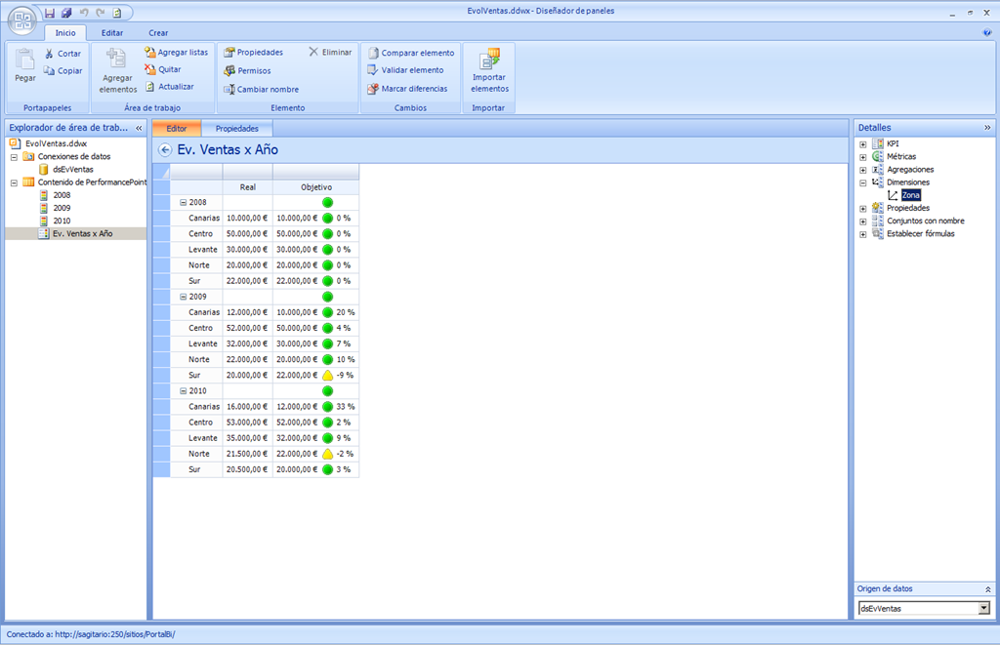 EvolVentas.ddwx - Diseñador de paneles
Inicio Editar Crear
Pegar
Cortar
Copiar
Portapapeles
Agregar elementos
Agregar listas
Quitar
Actualizar
Área de trabajo
Propiedades
Permisos
Cambiar nombre
Eliminar
Elemento
Comparar elemento
Validar elemento
Marcar diferencias
Cambios
Importar elementos
Importar
Explorador de área de trab... «
EvolVentas.ddwx
Conexiones de datos
dsEvVentas
Contenido de PerformancePoint
2008
2009
2010
Ev. Ventas x Año
Editor Propiedades
Ev. Ventas x Año
Real Objetivo
2008
Canarias 10.000,00 € 10.000,00 € 0 %
Centro 50.000,00 € 50.000,00 € 0 %
Levante 30.000,00 € 30.000,00 € 0 %
Norte 20.000,00 € 20.000,00 € 0 %
Sur 22.000,00 € 22.000,00 € 0 %
2009
Canarias 12.000,00 € 10.000,00 € 20 %
Centro 52.000,00 € 50.000,00 € 4 %
Levante 32.000,00 € 30.000,00 € 7 %
Norte 22.000,00 € 20.000,00 € 10 %
Sur 20.000,00 € 22.000,00 € -9 %
2010
Canarias 16.000,00 € 12.000,00 € 33 %
Centro 53.000,00 € 52.000,00 € 2 %
Levante 35.000,00 € 32.000,00 € 9 %
Norte 21.500,00 € 22.000,00 € -2 %
Sur 20.500,00 € 20.000,00 € 3 %
Detalles »
KPI
Métricas
Agregaciones
Dimensiones
Zona
Propiedades
Conjuntos con nombre
Establecer fórmulas
Origen de datos
dsEvVentas
Conectado a: http://sagitario:250/sitios/PortalBi/